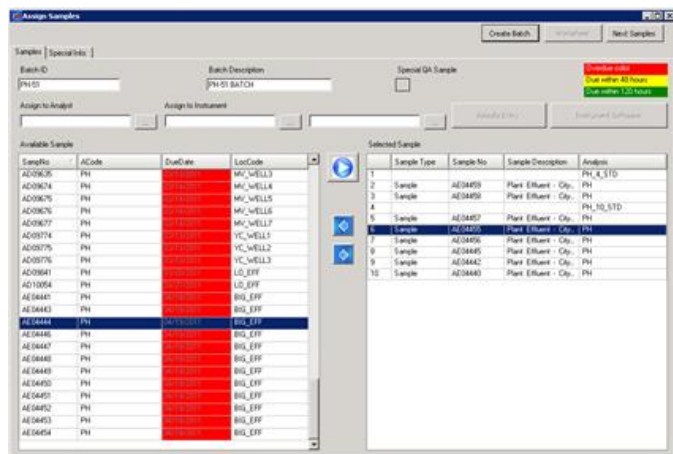 Assign Samples
Create Batch Worksheet Next Samples
Samples Special Info
Batch ID Batch Description Special QA Sample Overdue color
PH-51 PH-51 BATCH Due within 48 hours
Due within 120 hours
Assign to Analyst Assign to Instrument
... ... ... Results Entry Instrument Software
Available Sample Selected Sample
SampNo ACode DueDate LocCode Sample Type Sample No Sample Description Analysis
AD09635 PH MV_WELL3 1 PH_4_STD
AD09674 PH MV_WELL4 2 Sample AE04459 Plant Effluent - City.. PH
AD09675 PH MV_WELL5 3 Sample AE04458 Plant Effluent - City.. PH
AD09676 PH MV_WELL6 4 PH_10_STD
AD09677 PH MV_WELL7 5 Sample AE04457 Plant Effluent - City.. PH
AD09774 PH YC_WELL1 6 Sample AE04455 Plant Effluent - City.. PH
AD09775 PH YC_WELL2 7 Sample AE04456 Plant Effluent - City.. PH
AD09776 PH YC_WELL3 8 Sample AE04445 Plant Effluent - City.. PH
AD09841 PH LO_EFF 9 Sample AE04442 Plant Effluent - City.. PH
AD10054 PH LO_EFF 10 Sample AE04440 Plant Effluent - City.. PH
AE04441 PH BIG_EFF
AE04443 PH BIG_EFF
AE04444 PH BIG_EFF
AE04446 PH BIG_EFF
AE04447 PH BIG_EFF
AE04448 PH BIG_EFF
AE04449 PH BIG_EFF
AE04450 PH BIG_EFF
AE04451 PH BIG_EFF
AE04452 PH BIG_EFF
AE04453 PH BIG_EFF
AE04454 PH BIG_EFF